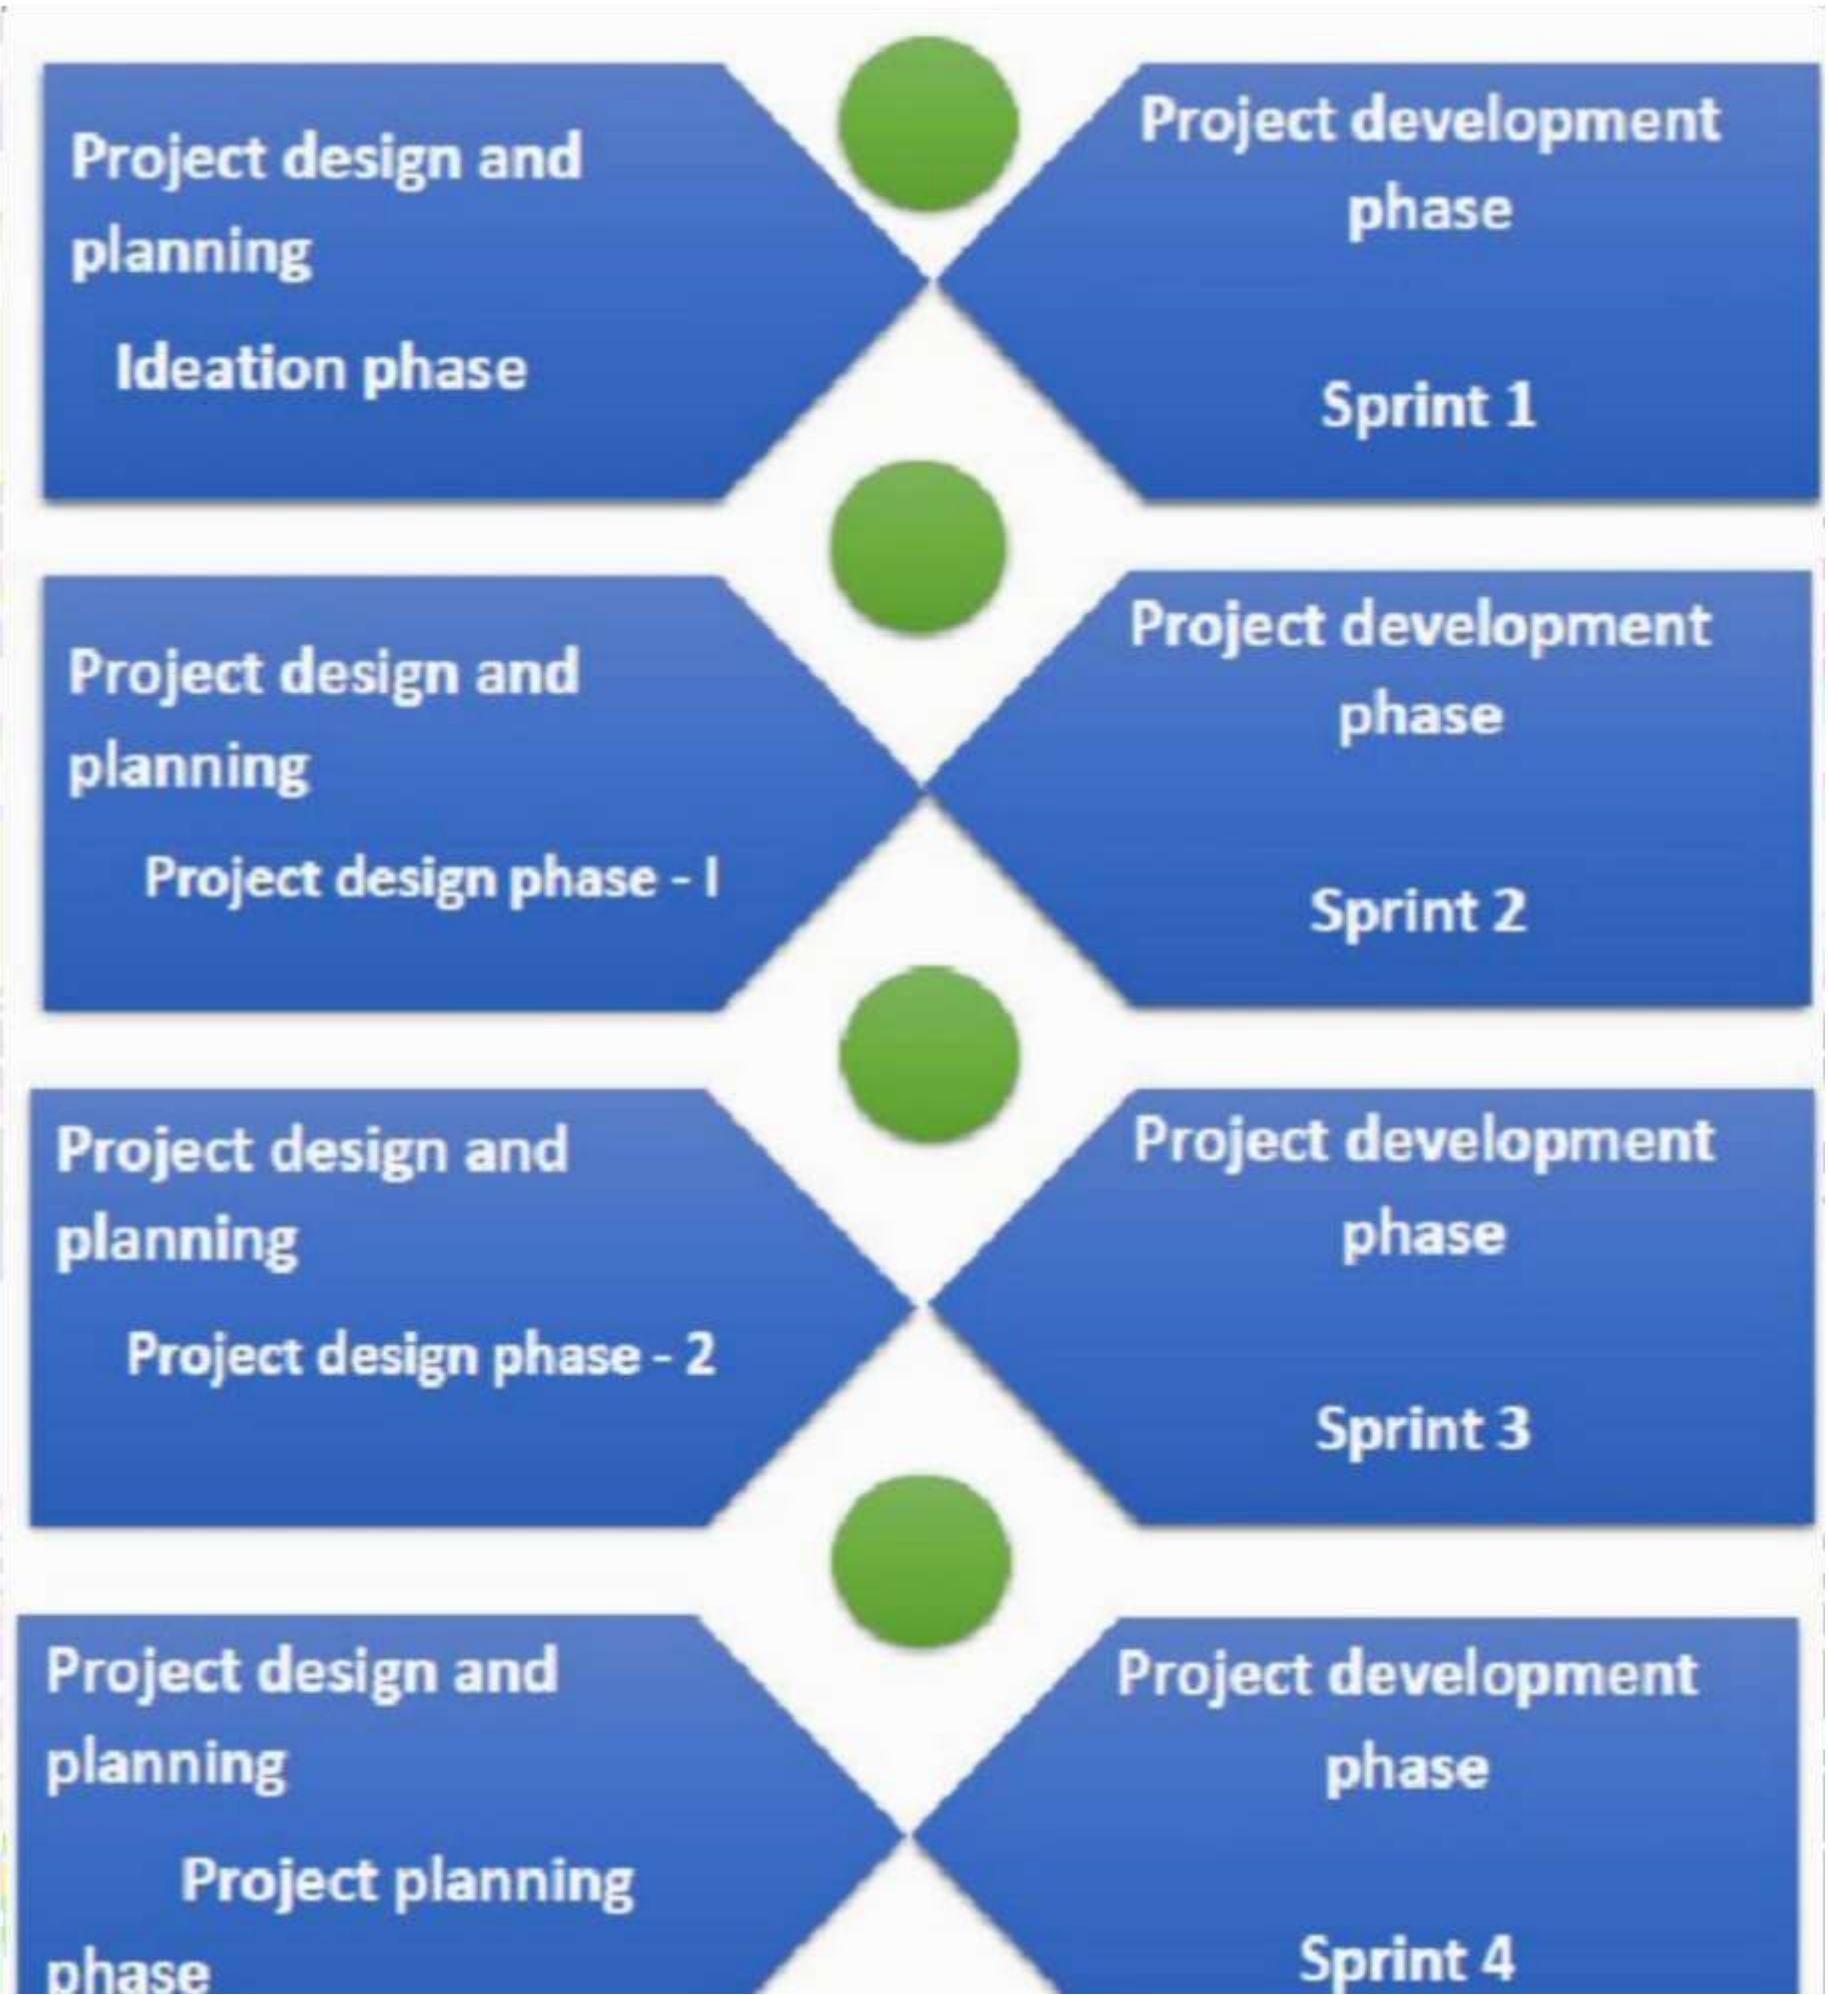 Project design and
planning
Ideation phase
Project development
phase
Sprint 1
Project design and
planning
Project design phase - I
Project development
phase
Sprint 2
Project design and
planning
Project design phase - 2
Project development
phase
Sprint 3
Project design and
planning
Project planning
phase
Project development
phase
Sprint 4